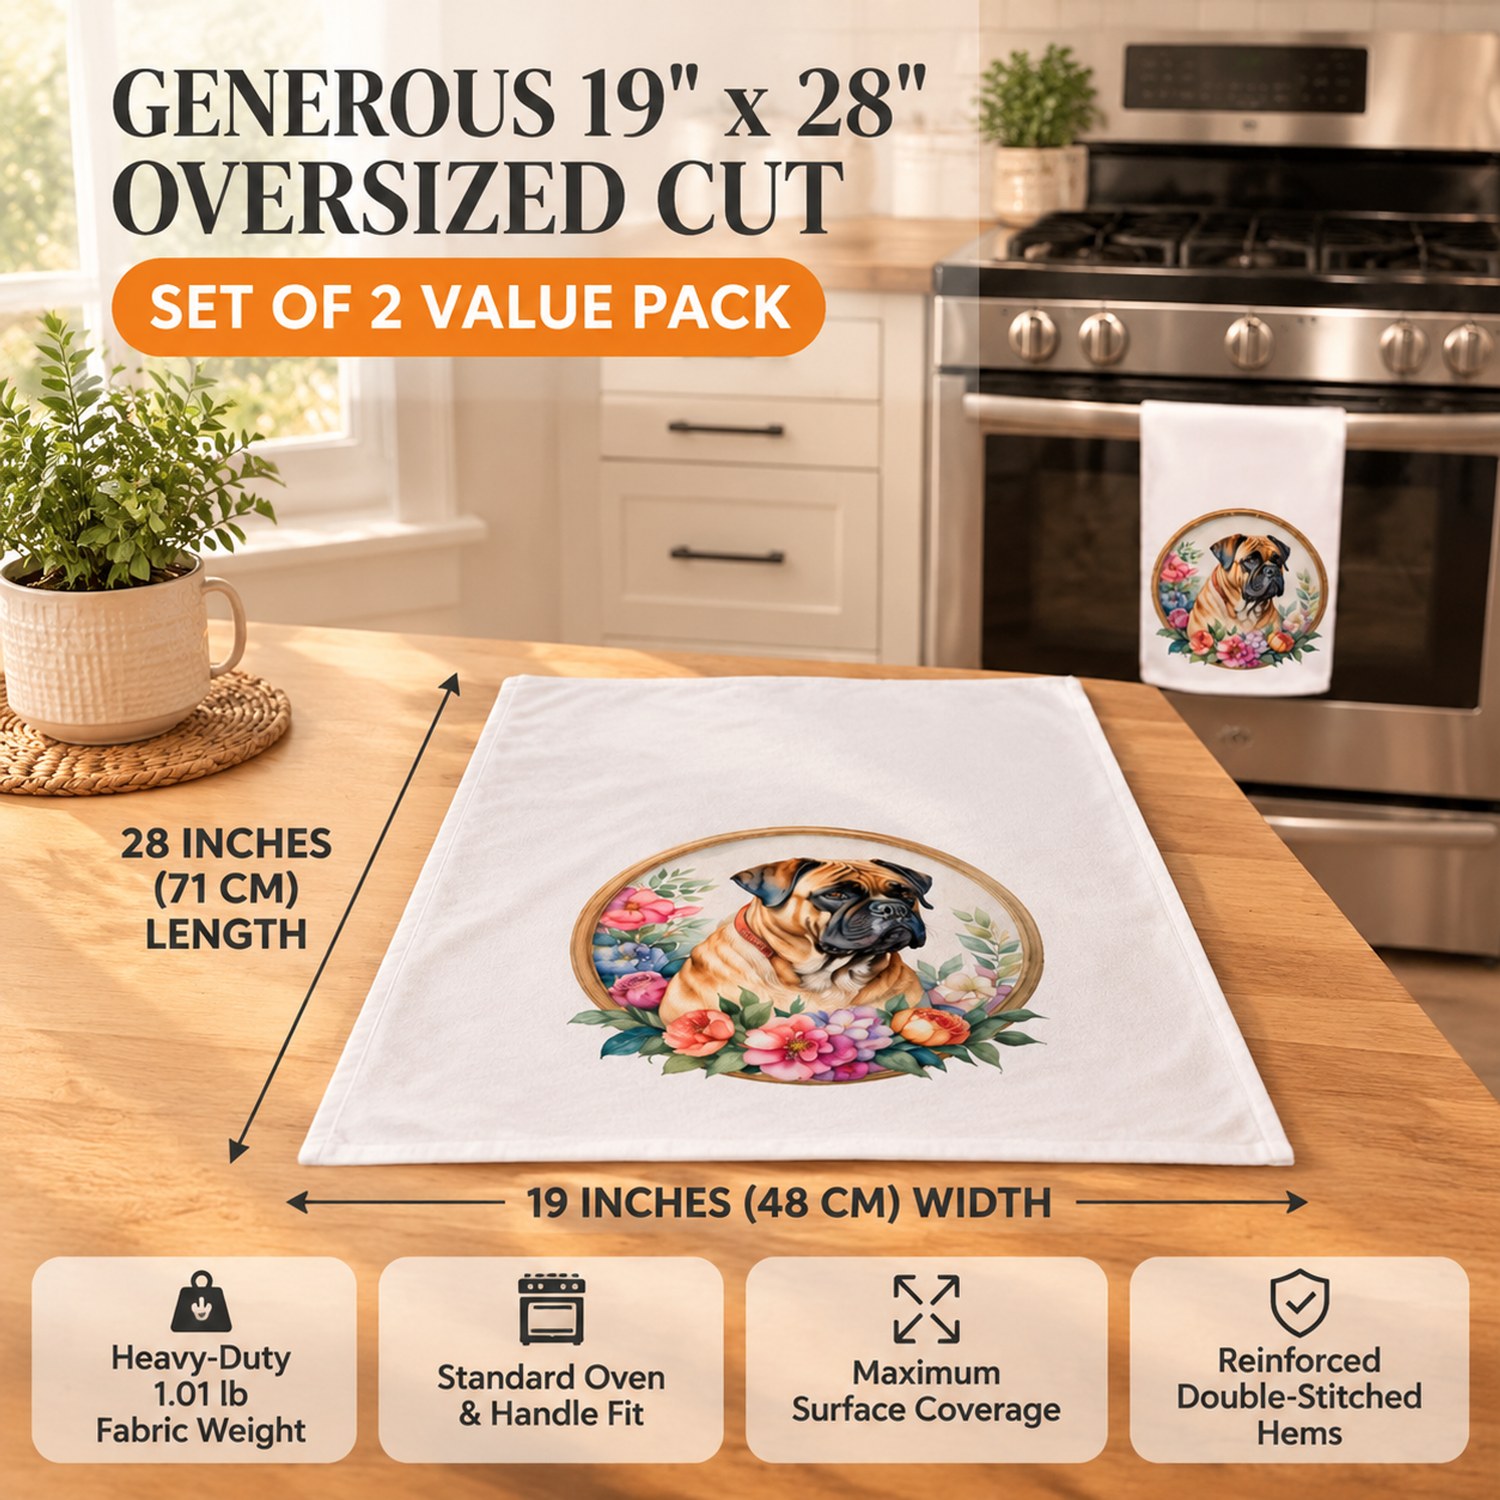 GENEROUS 19" x 28"
OVERSIZED CUT
SET OF 2 VALUE PACK
28 INCHES
(71 CM)
LENGTH
19 INCHES (48 CM) WIDTH
Heavy-Duty
1.01 lb
Fabric Weight
Standard Oven
& Handle Fit
Maximum
Surface Coverage
Reinforced
Double-Stitched
Hems